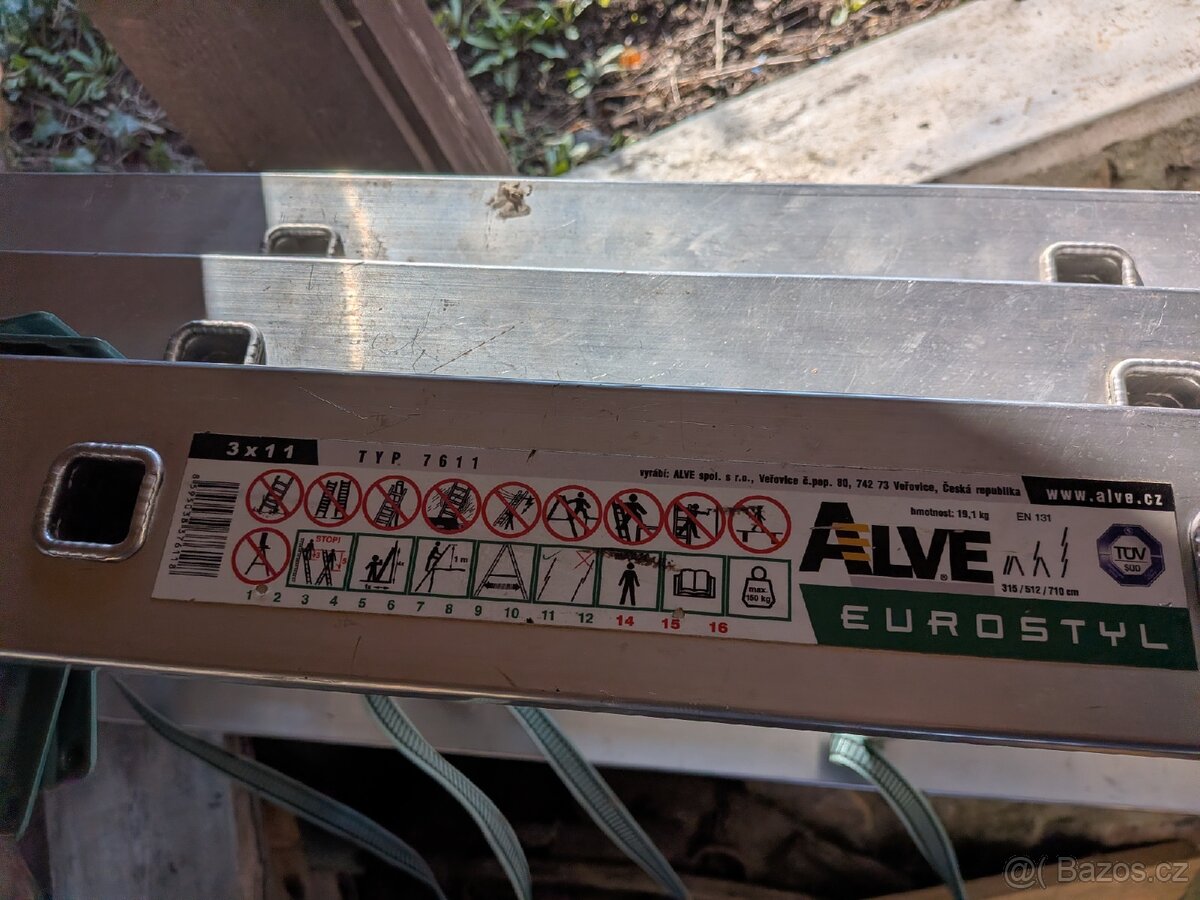 3 x 11
TYP 7611
vyrábí: ALVE spol. s r.o., Veřovice č.pop. 80, 742 73 Veřovice, Česká republika
www.alve.cz
hmotnost: 19,1 kg
EN 131
ALVE®
315 / 512 / 710 cm
TÜV
SÜD
EUROSTYL
STOP!
1 m
max.
150 kg
1 2 3 4 5 6 7 8 9 10 11 12 14 15 16
@( Bazos.cz